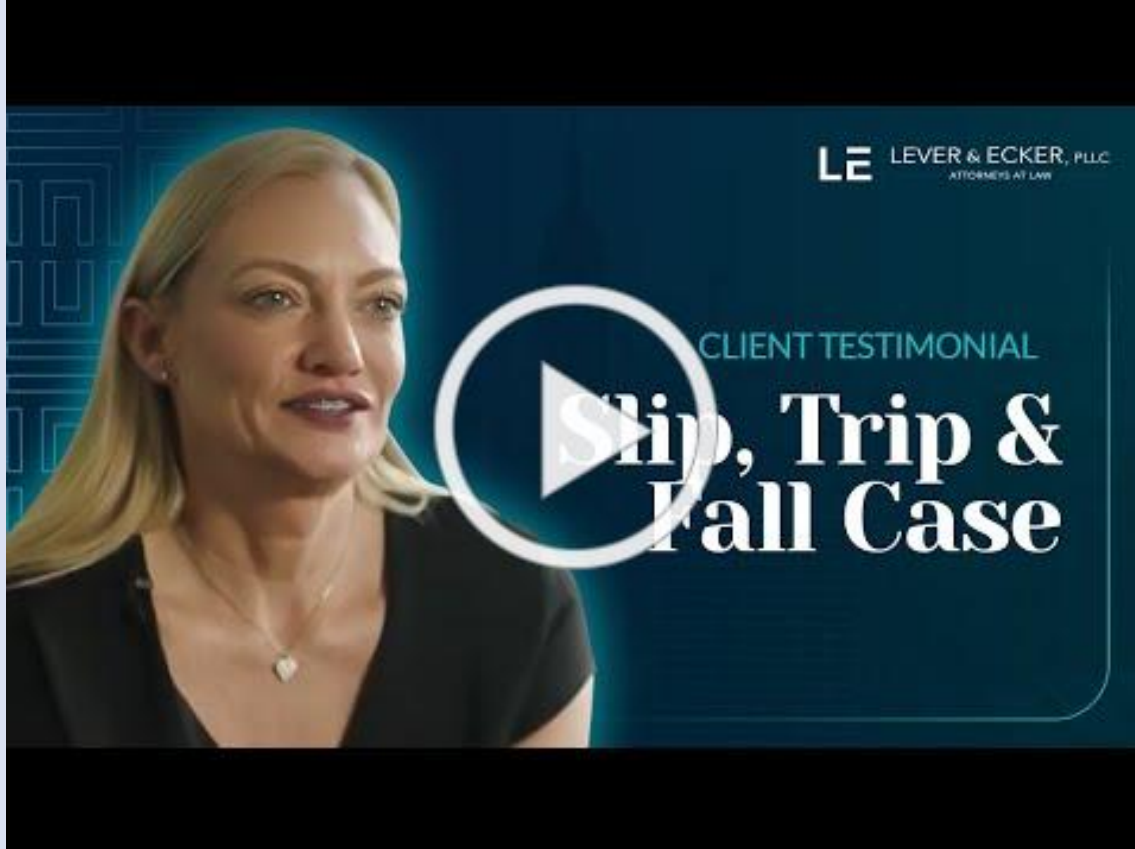 LE LEVER & ECKER, PLLC
ATTORNEYS AT LAW
CLIENT TESTIMONIAL
Slip, Trip &
Fall Case